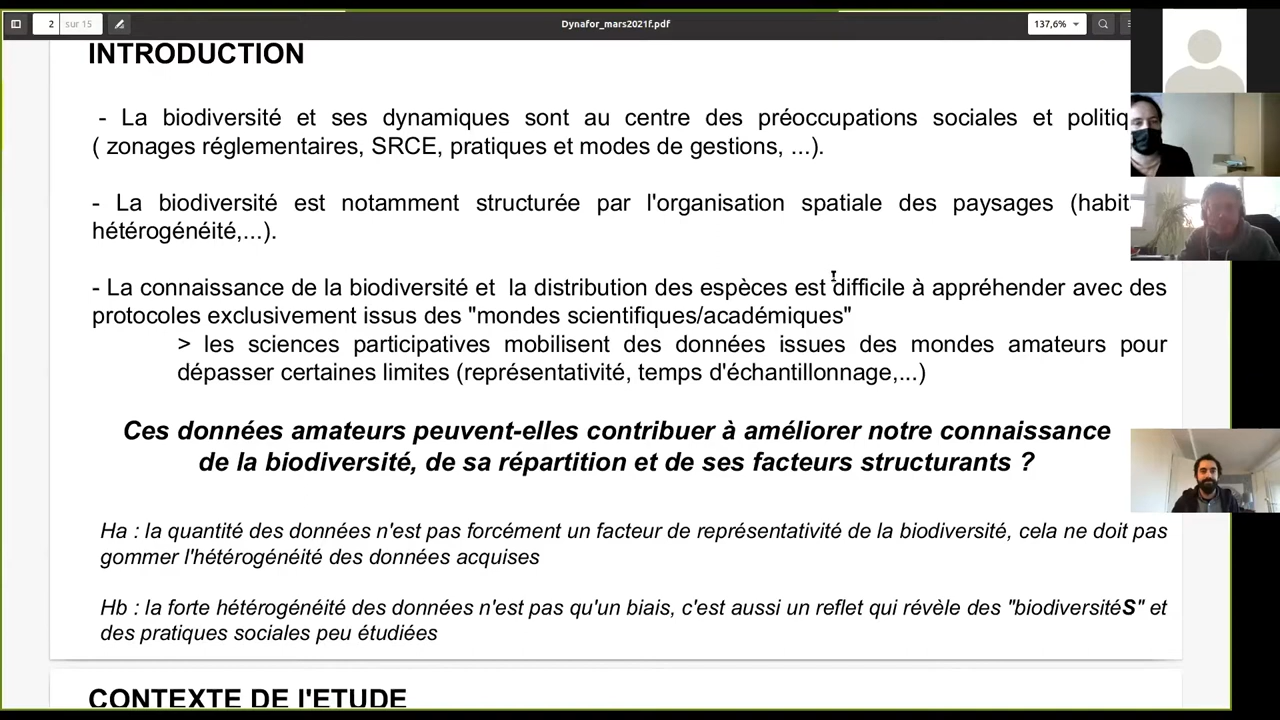 2 sur 15
Dynafor_mars2021f.pdf
137,6%
INTRODUCTION
- La biodiversité et ses dynamiques sont au centre des préoccupations sociales et politiq
( zonages réglementaires, SRCE, pratiques et modes de gestions, ...).
- La biodiversité est notamment structurée par l'organisation spatiale des paysages (habit
hétérogénéité,...).
- La connaissance de la biodiversité et la distribution des espèces est difficile à appréhender avec des
protocoles exclusivement issus des "mondes scientifiques/académiques"
> les sciences participatives mobilisent des données issues des mondes amateurs pour
dépasser certaines limites (représentativité, temps d'échantillonnage,...)
Ces données amateurs peuvent-elles contribuer à améliorer notre connaissance
de la biodiversité, de sa répartition et de ses facteurs structurants ?
Ha : la quantité des données n'est pas forcément un facteur de représentativité de la biodiversité, cela ne doit pas
gommer l'hétérogénéité des données acquises
Hb : la forte hétérogénéité des données n'est pas qu'un biais, c'est aussi un reflet qui révèle des "biodiversitéS" et
des pratiques sociales peu étudiées
CONTEXTE DE l'ETUDE